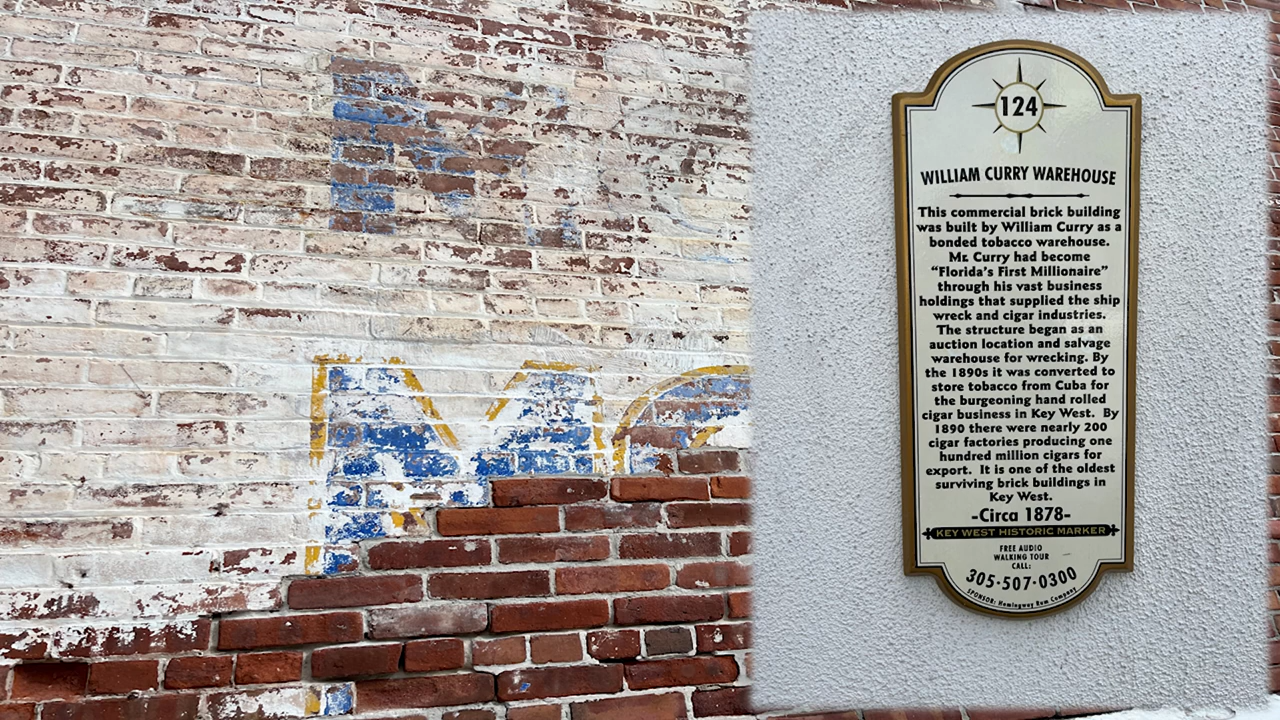 124
WILLIAM CURRY WAREHOUSE
This commercial brick building
was built by William Curry as a
bonded tobacco warehouse.
Mr. Curry had become
“Florida’s First Millionaire”
through his vast business
holdings that supplied the ship
wreck and cigar industries.
The structure began as an
auction location and salvage
warehouse for wrecking. By
the 1890s it was converted to
store tobacco from Cuba for
the burgeoning hand rolled
cigar business in Key West. By
1890 there were nearly 200
cigar factories producing one
hundred million cigars for
export. It is one of the oldest
surviving brick buildings in
Key West.
-Circa 1878-
KEY WEST HISTORIC MARKER
FREE AUDIO
WALKING TOUR
CALL:
305·507·0300
SPONSOR: Hemingway Rum Company